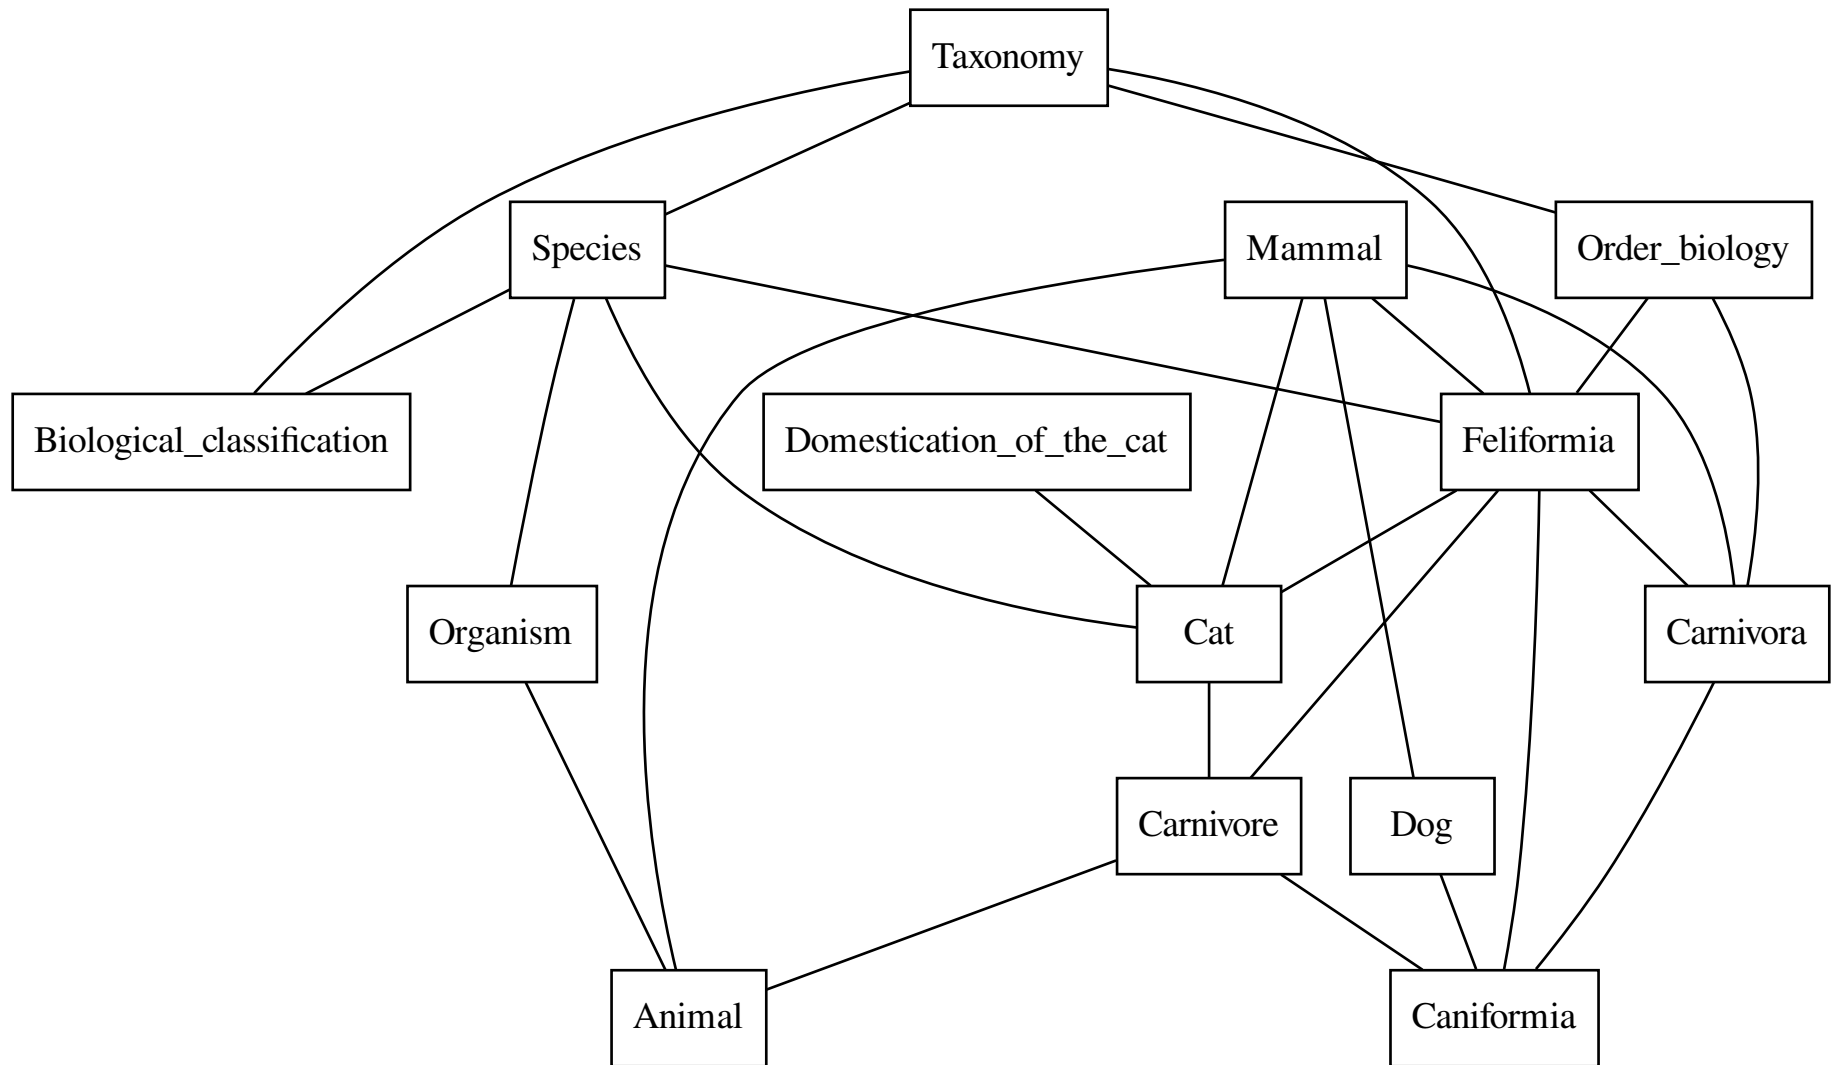 Taxonomy
Species
Mammal
Order_biology
Biological_classification
Domestication_of_the_cat
Feliformia
Organism
Cat
Carnivora
Carnivore
Dog
Animal
Caniformia